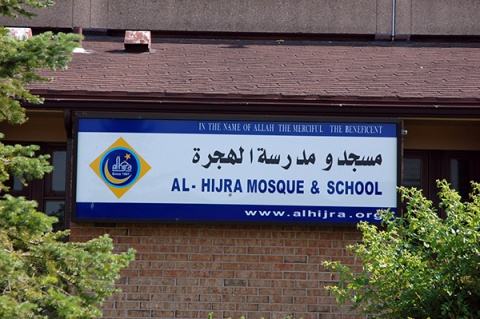 IN THE NAME OF ALLAH THE MERCIFUL THE BENEFICENT
مسجد و مدرسة الهجرة
AL- HIJRA MOSQUE & SCHOOL
www.alhijra.org